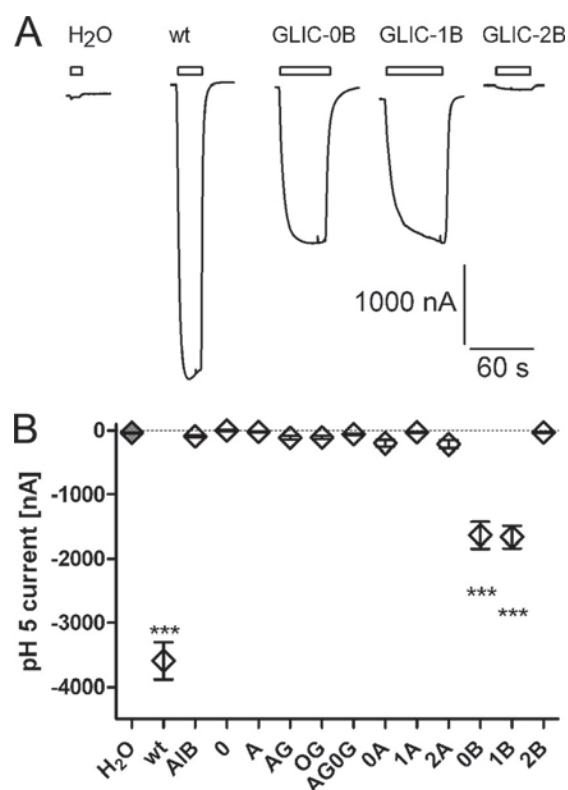 A
H₂O wt GLIC-0B GLIC-1B GLIC-2B
1000 nA
60 s
B
pH 5 current [nA]
0
-1000
-2000
-3000
-4000
***
***
***
H₂O wt AIB 0 A AG OG AG0G 0A 1A 2A 0B 1B 2B